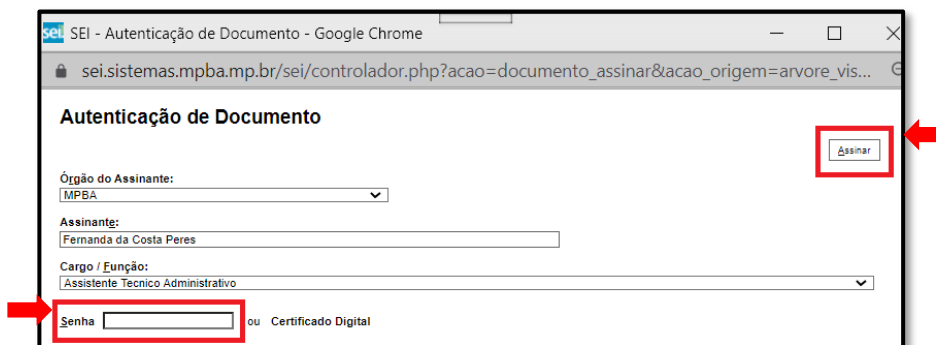 sei! SEI - Autenticação de Documento - Google Chrome
sei.sistemas.mpba.mp.br/sei/controlador.php?acao=documento_assinar&acao_origem=arvore_vis...
Autenticação de Documento
Assinar
Órgão do Assinante:
MPBA
Assinante:
Fernanda da Costa Peres
Cargo / Função:
Assistente Tecnico Administrativo
Senha ou Certificado Digital